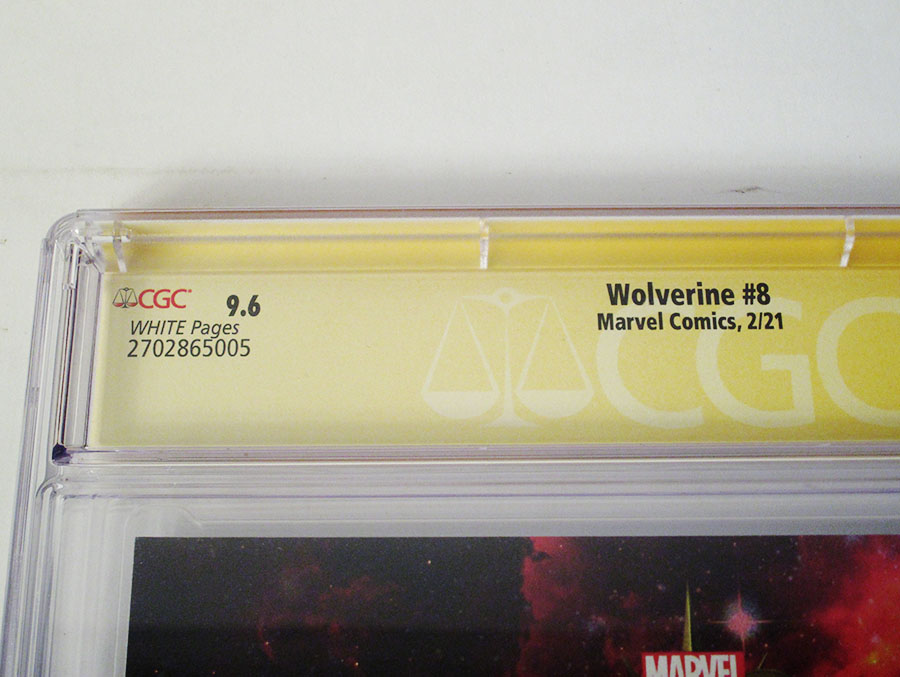 CGC 9.6
WHITE Pages
2702865005
Wolverine #8
Marvel Comics, 2/21
CGC
MARVEL